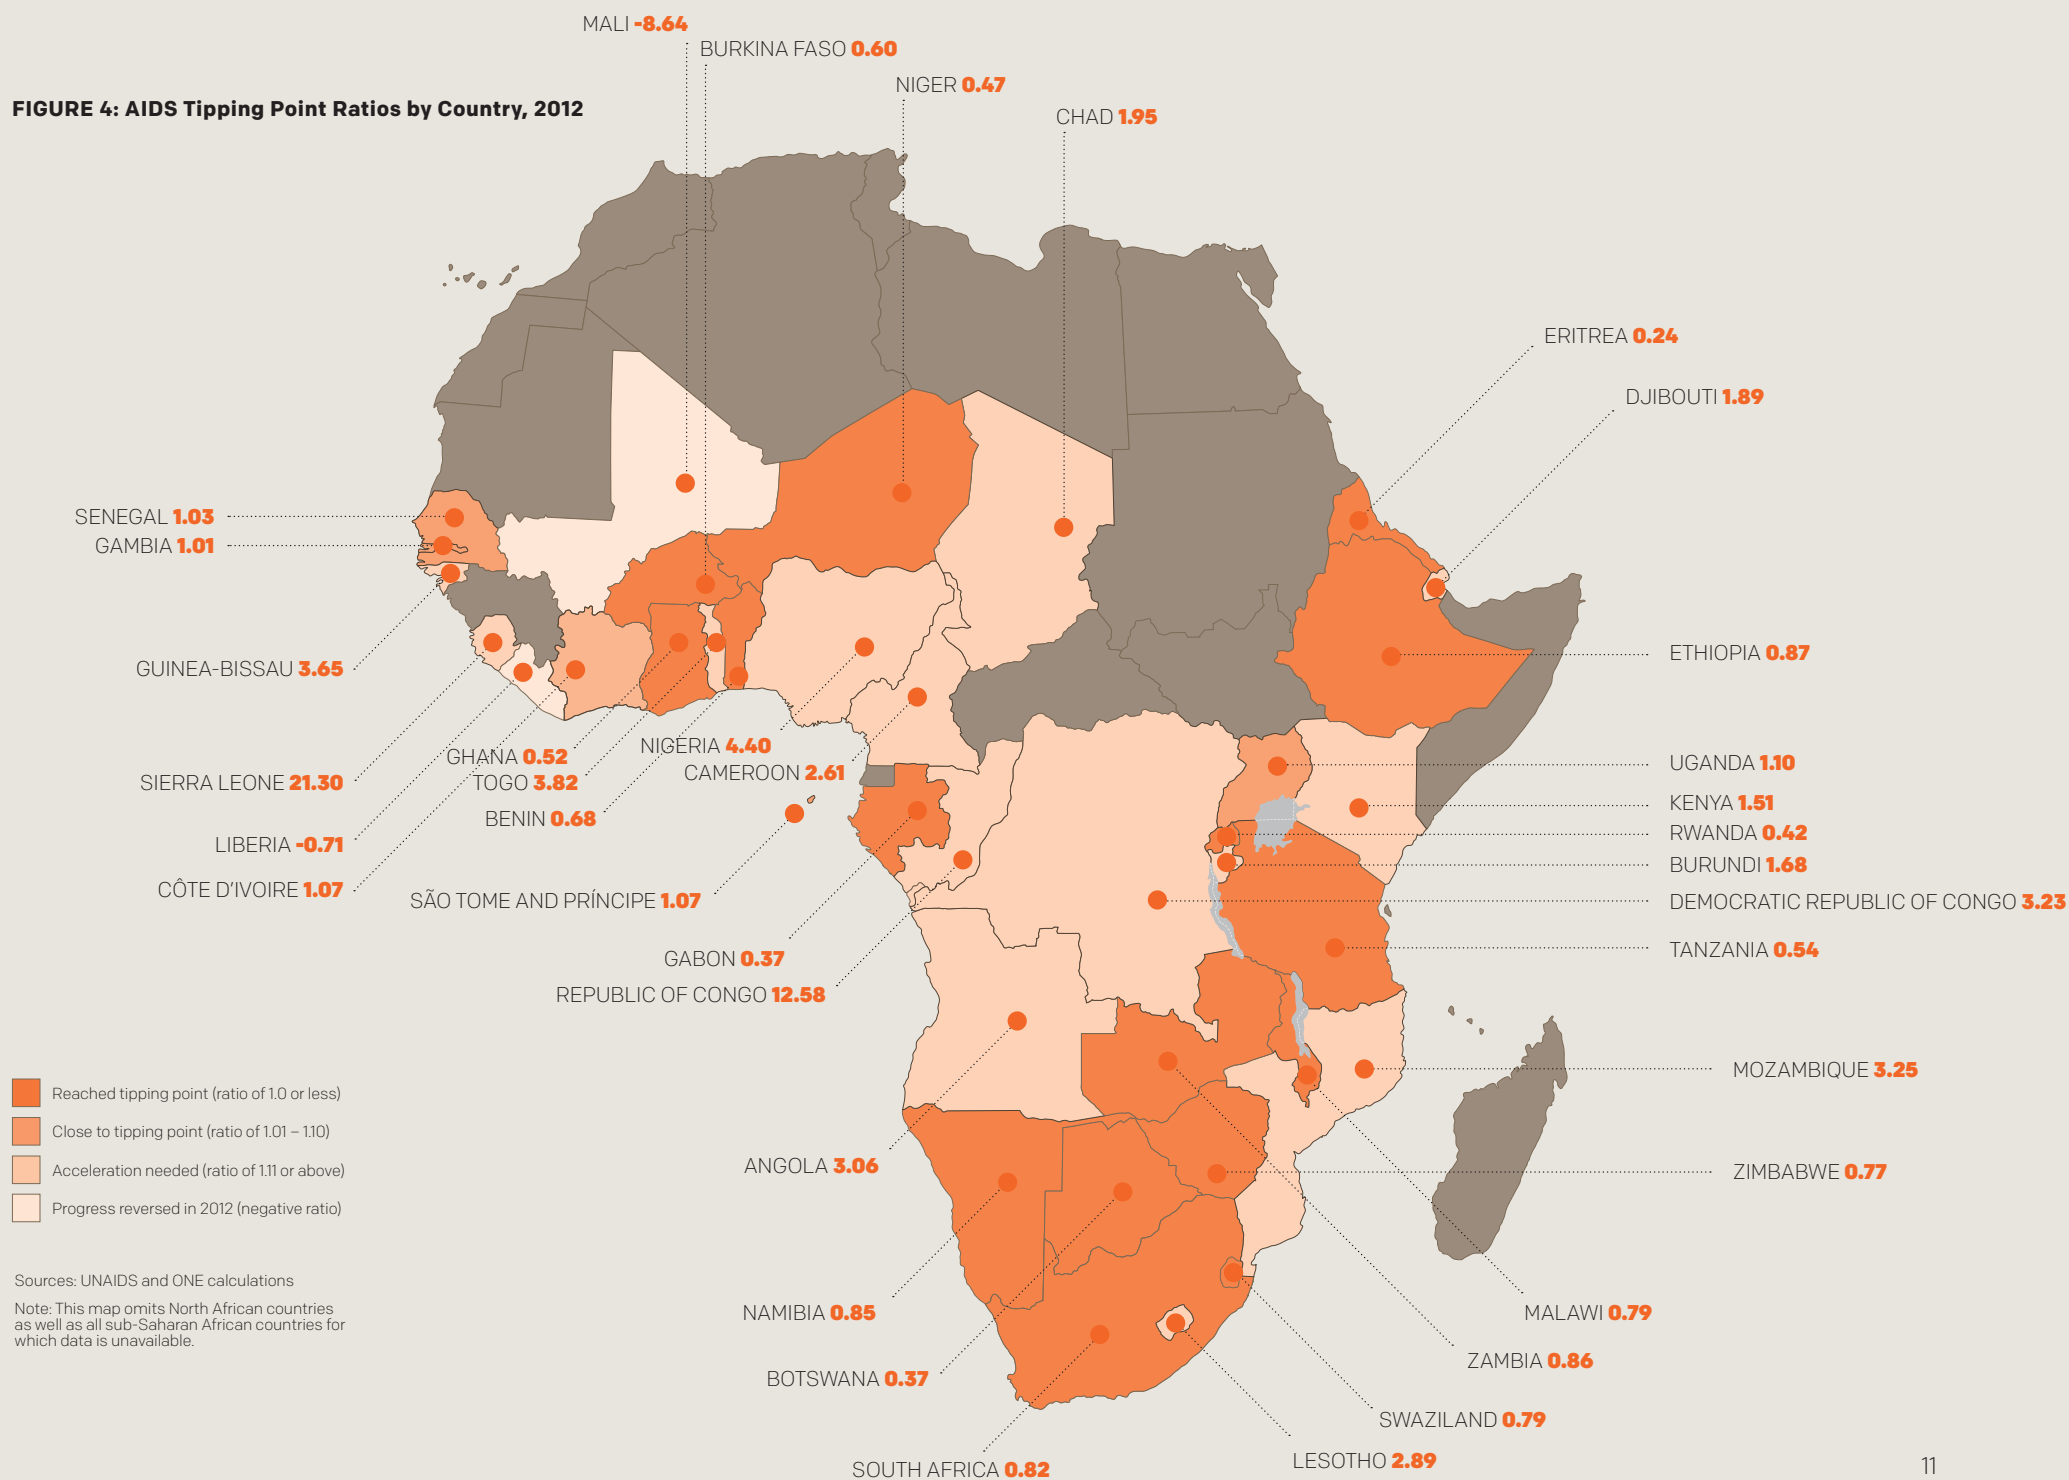 MALI -8.64
BURKINA FASO 0.60
NIGER 0.47
FIGURE 4: AIDS Tipping Point Ratios by Country, 2012
CHAD 1.95
ERITREA 0.24
DJIBOUTI 1.89
SENEGAL 1.03
GAMBIA 1.01
GUINEA-BISSAU 3.65
ETHIOPIA 0.87
GHANA 0.52
NIGERIA 4.40
SIERRA LEONE 21.30
TOGO 3.82
CAMEROON 2.61
UGANDA 1.10
KENYA 1.51
BENIN 0.68
RWANDA 0.42
LIBERIA -0.71
BURUNDI 1.68
CÔTE D'IVOIRE 1.07
SÃO TOME AND PRÍNCIPE 1.07
DEMOCRATIC REPUBLIC OF CONGO 3.23
GABON 0.37
TANZANIA 0.54
REPUBLIC OF CONGO 12.58
MOZAMBIQUE 3.25
Reached tipping point (ratio of 1.0 or less)
Close to tipping point (ratio of 1.01 – 1.10)
Acceleration needed (ratio of 1.11 or above)
Progress reversed in 2012 (negative ratio)
ANGOLA 3.06
ZIMBABWE 0.77
Sources: UNAIDS and ONE calculations
Note: This map omits North African countries
as well as all sub-Saharan African countries for
which data is unavailable.
NAMIBIA 0.85
MALAWI 0.79
ZAMBIA 0.86
BOTSWANA 0.37
SWAZILAND 0.79
LESOTHO 2.89
SOUTH AFRICA 0.82
11